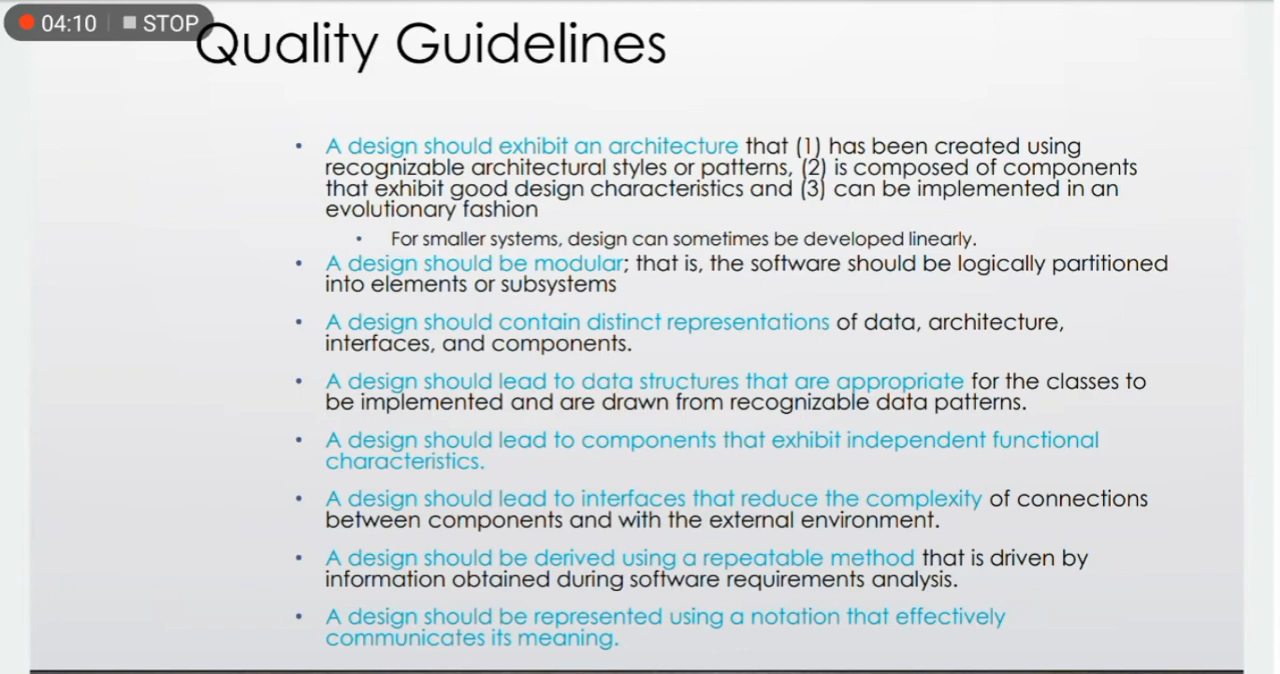 04:10 STOP
Quality Guidelines
• A design should exhibit an architecture that (1) has been created using
recognizable architectural styles or patterns, (2) is composed of components
that exhibit good design characteristics and (3) can be implemented in an
evolutionary fashion
• For smaller systems, design can sometimes be developed linearly.
• A design should be modular; that is, the software should be logically partitioned
into elements or subsystems
• A design should contain distinct representations of data, architecture,
interfaces, and components.
• A design should lead to data structures that are appropriate for the classes to
be implemented and are drawn from recognizable data patterns.
• A design should lead to components that exhibit independent functional
characteristics.
• A design should lead to interfaces that reduce the complexity of connections
between components and with the external environment.
• A design should be derived using a repeatable method that is driven by
information obtained during software requirements analysis.
• A design should be represented using a notation that effectively
communicates its meaning.